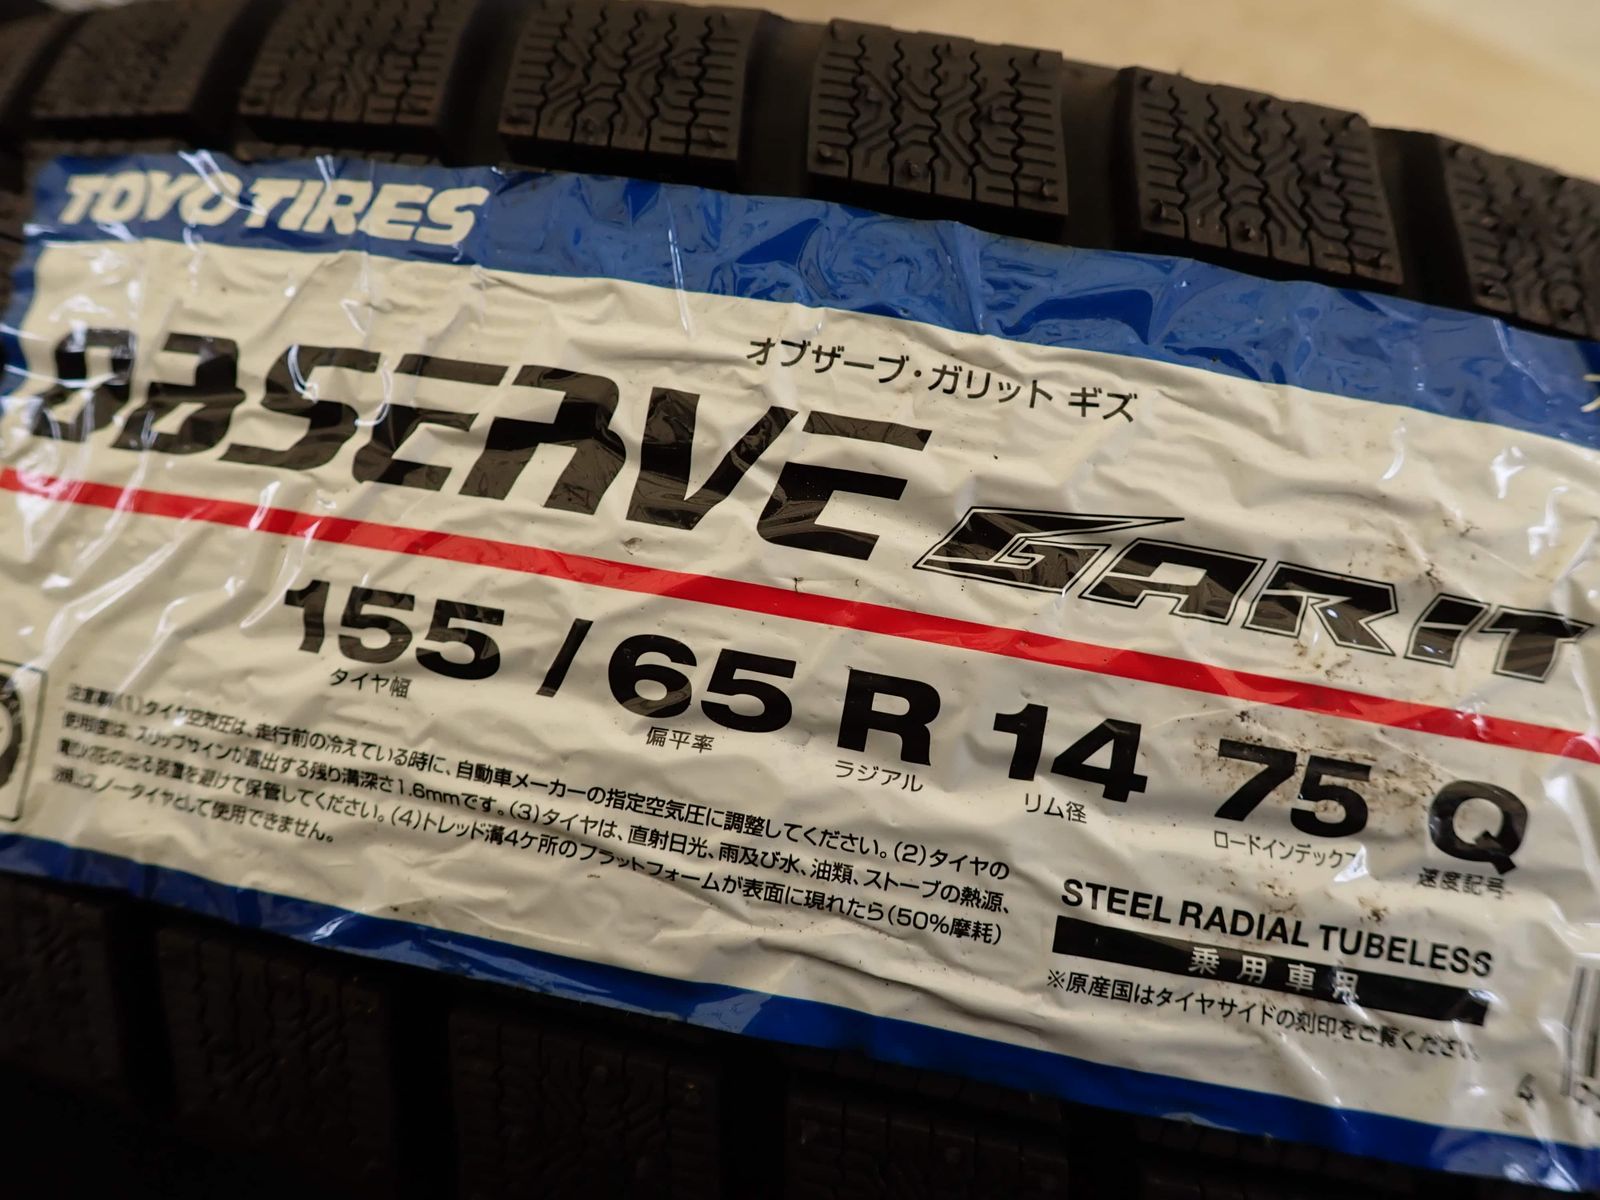 TOYO TIRES
オブザーブ・ガリット ギズ
OBSERVE GARIT
155 / 65 R 14 75 Q
タイヤ幅 偏平率 ラジアル リム径 ロードインデックス 速度記号
(1)タイヤ空気圧は、走行前の冷えている時に、自動車メーカーの指定空気圧に調整してください。(2)タイヤの
使用限度は、スリップサインが露出する残り溝深さ1.6mmです。(3)タイヤは、直射日光、雨及び水、油類、ストーブの熱源、
の出る装置を避けて保管してください。(4)トレッド溝4ケ所のプラットフォームが表面に現れたら(50%摩耗)
スノータイヤとして使用できません。
STEEL RADIAL TUBELESS
乗用車用
※原産国はタイヤサイドの刻印をご覧ください
4